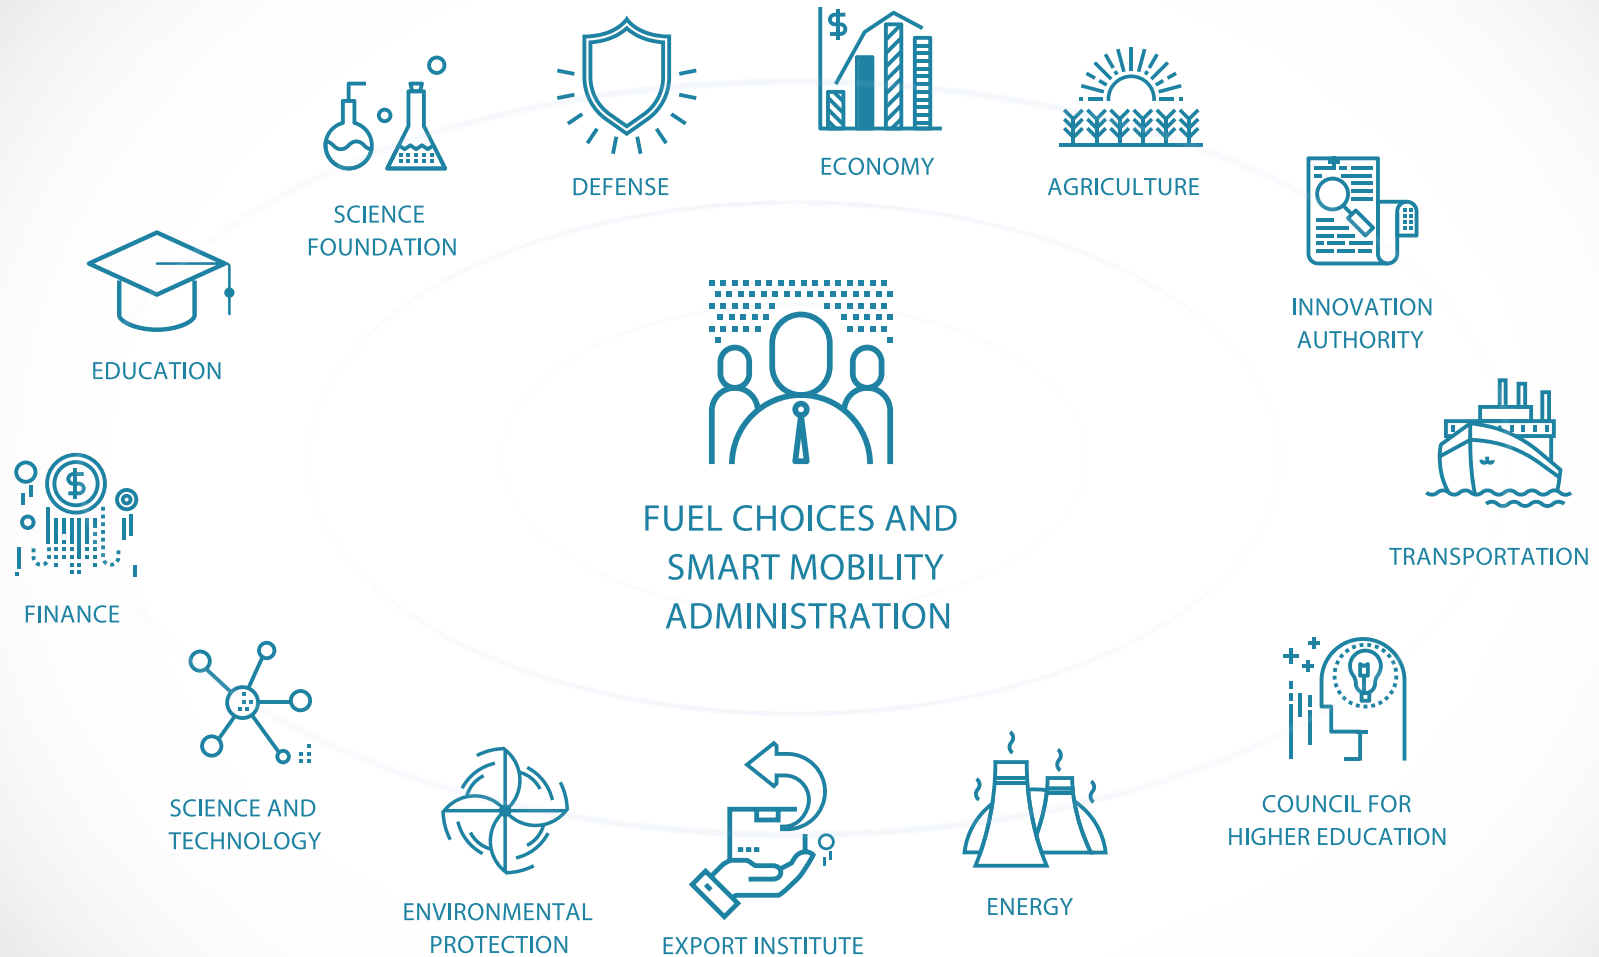 $
ECONOMY
DEFENSE
AGRICULTURE
SCIENCE
FOUNDATION
INNOVATION
AUTHORITY
EDUCATION
$
FUEL CHOICES AND
SMART MOBILITY
ADMINISTRATION
TRANSPORTATION
FINANCE
SCIENCE AND
TECHNOLOGY
COUNCIL FOR
HIGHER EDUCATION
ENVIRONMENTAL
PROTECTION
EXPORT INSTITUTE
ENERGY